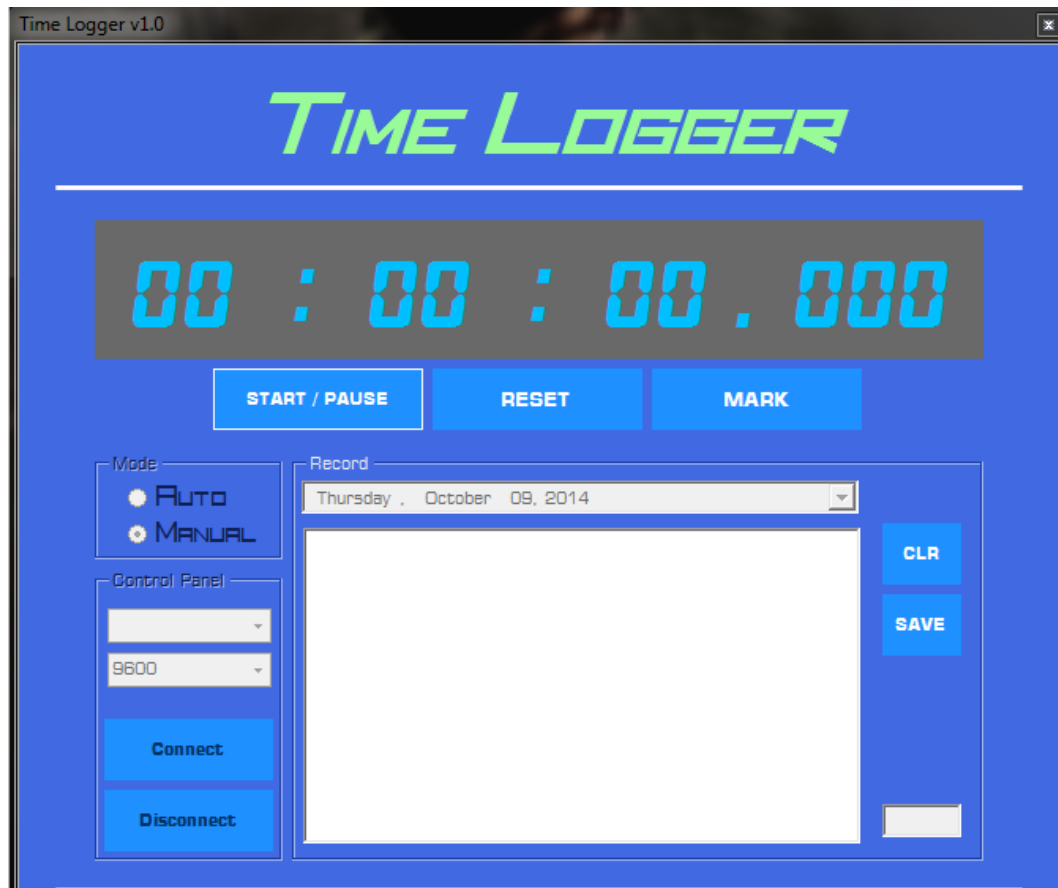 Time Logger v1.0
TIME LOGGER
00 : 00 : 00 . 000
START / PAUSE RESET MARK
Mode
AUTO
MANUAL
Record
Thursday , October 09, 2014
CLR
SAVE
Control Panel
9600
Connect
Disconnect